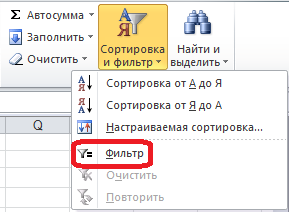 Σ Автосумма
Заполнить
Очистить
Сортировка и фильтр
Найти и выделить
Сортировка от А до Я
Сортировка от Я до А
Настраиваемая сортировка...
Фильтр
Очистить
Повторить
Q
R